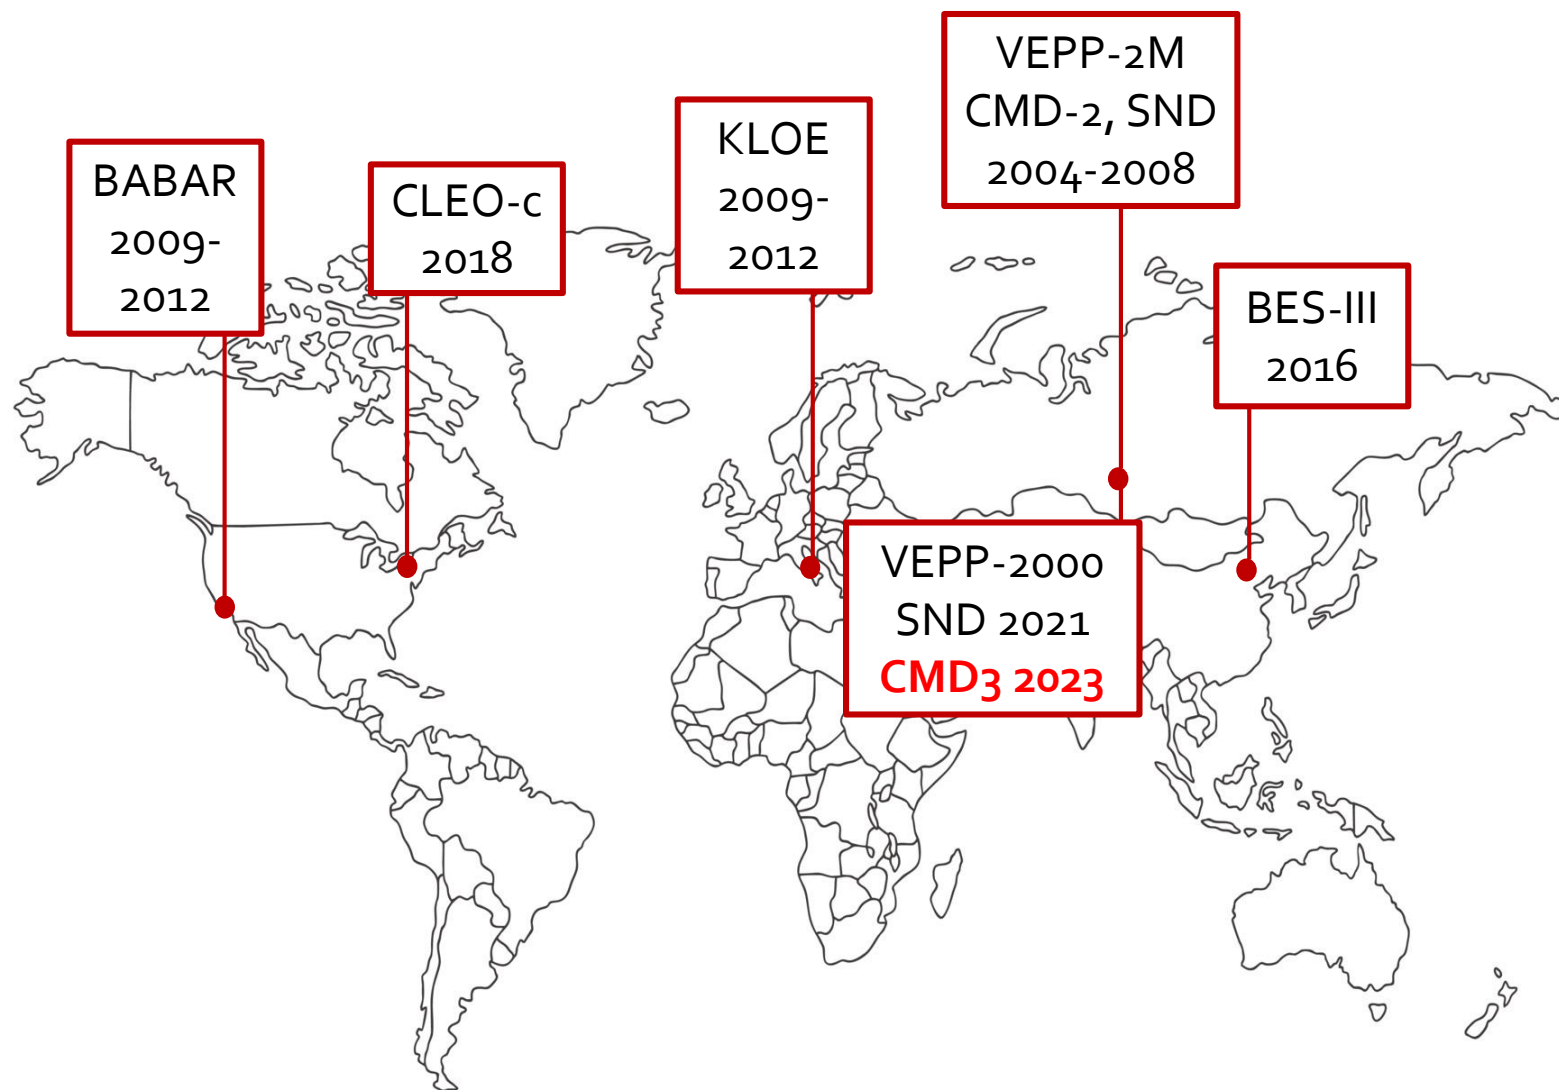 VEPP-2M
CMD-2, SND
2004-2008
KLOE
2009-
2012
BABAR
2009-
2012
CLEO-c
2018
BES-III
2016
VEPP-2000
SND 2021
CMD3 2023